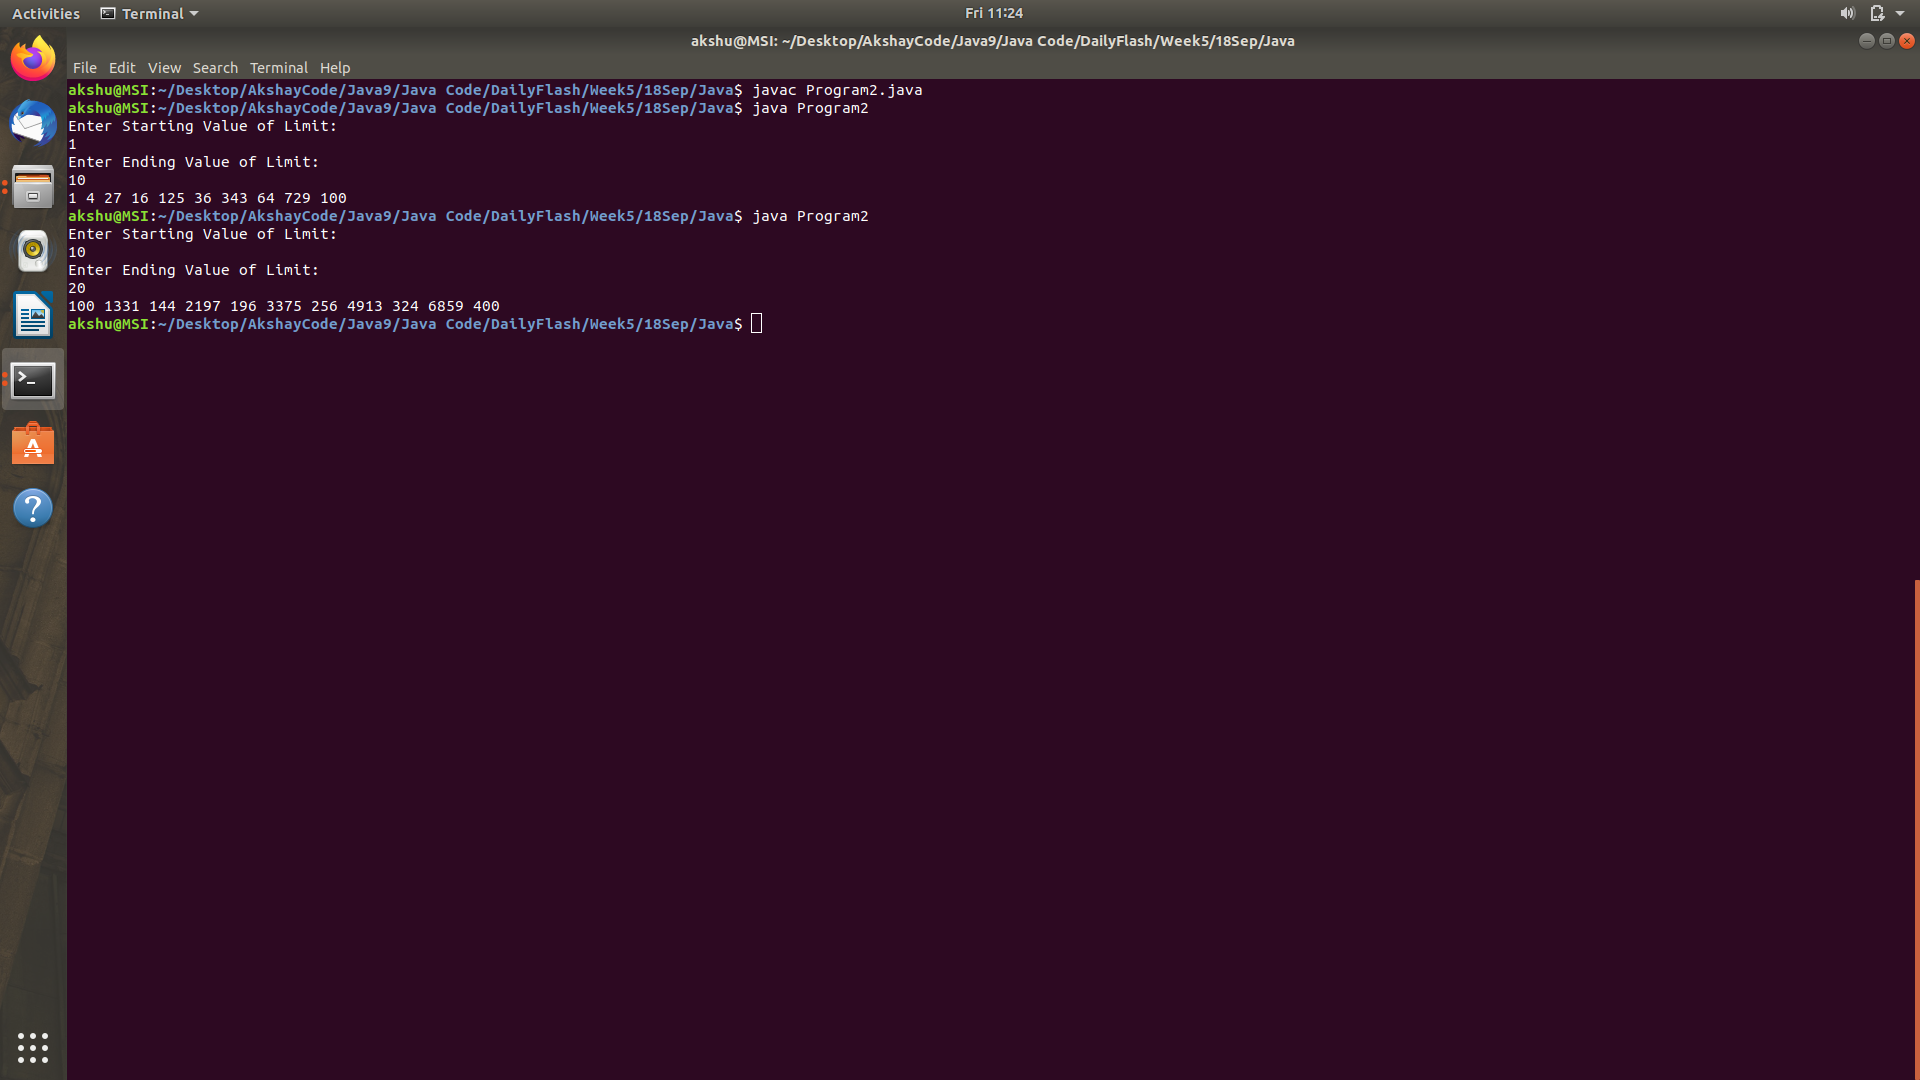 Activities Terminal Fri 11:24
akshu@MSI: ~/Desktop/AkshayCode/Java9/Java Code/DailyFlash/Week5/18Sep/Java
File Edit View Search Terminal Help
akshu@MSI:~/Desktop/AkshayCode/Java9/Java Code/DailyFlash/Week5/18Sep/Java$ javac Program2.java
akshu@MSI:~/Desktop/AkshayCode/Java9/Java Code/DailyFlash/Week5/18Sep/Java$ java Program2
Enter Starting Value of Limit:
1
Enter Ending Value of Limit:
10
1 4 27 16 125 36 343 64 729 100
akshu@MSI:~/Desktop/AkshayCode/Java9/Java Code/DailyFlash/Week5/18Sep/Java$ java Program2
Enter Starting Value of Limit:
10
Enter Ending Value of Limit:
20
100 1331 144 2197 196 3375 256 4913 324 6859 400
akshu@MSI:~/Desktop/AkshayCode/Java9/Java Code/DailyFlash/Week5/18Sep/Java$